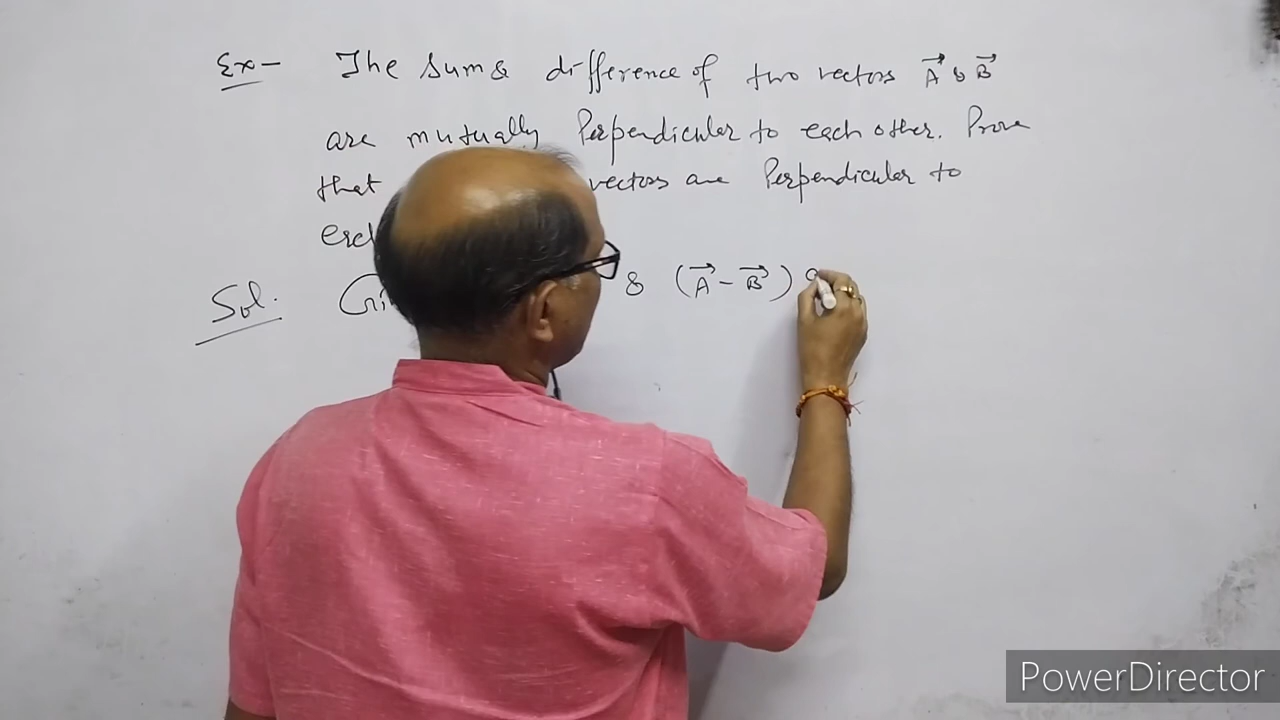 Ex- The sum & difference of two vectors A⃗ & B⃗
are mutually Perpendicular to each other. Prove
that vectors are Perpendicular to
Sol. & (A⃗ - B⃗)
PowerDirector